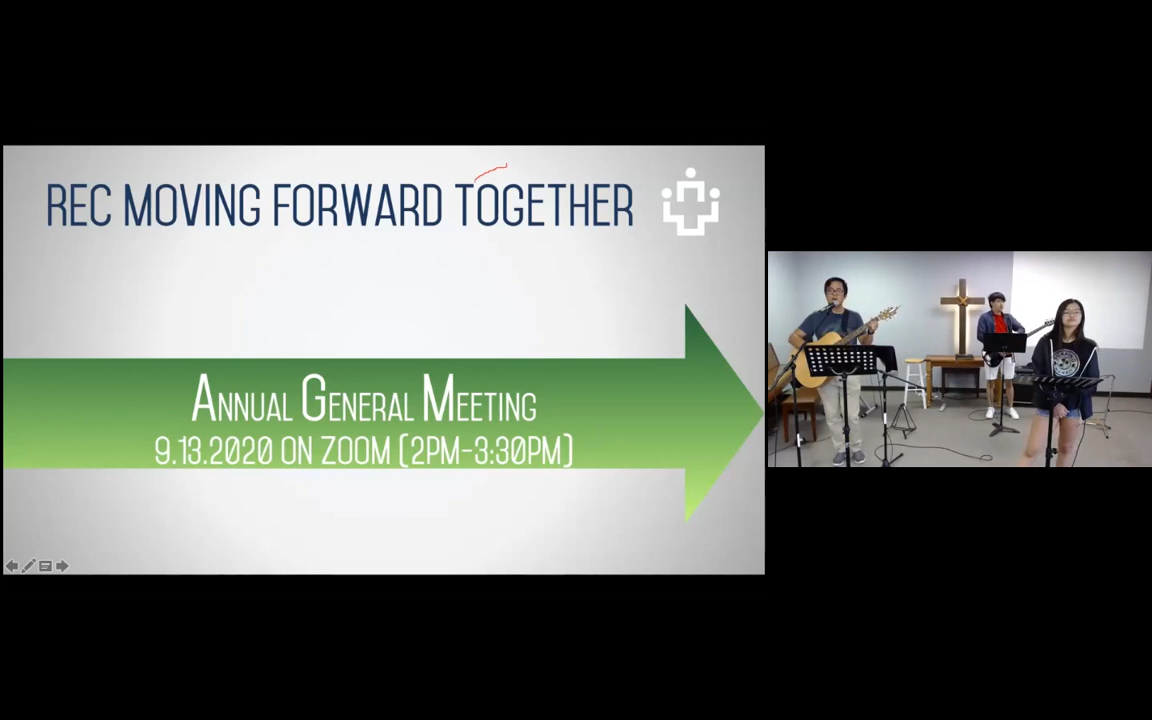 REC MOVING FORWARD TOGETHER
ANNUAL GENERAL MEETING
9.13.2020 ON ZOOM (2PM-3:30PM)